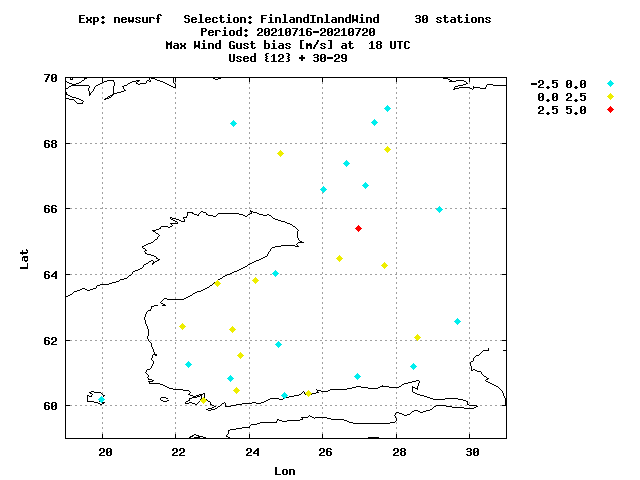 Exp: newsurf   Selection: FinlandInlandWind     30 stations
Period: 20210716-20210720
Max Wind Gust bias [m/s] at  18 UTC
Used {12} + 30-29
-2.5 0.0
0.0 2.5
2.5 5.0
70
68
66
64
62
60
Lat
20 22 24 26 28 30
Lon